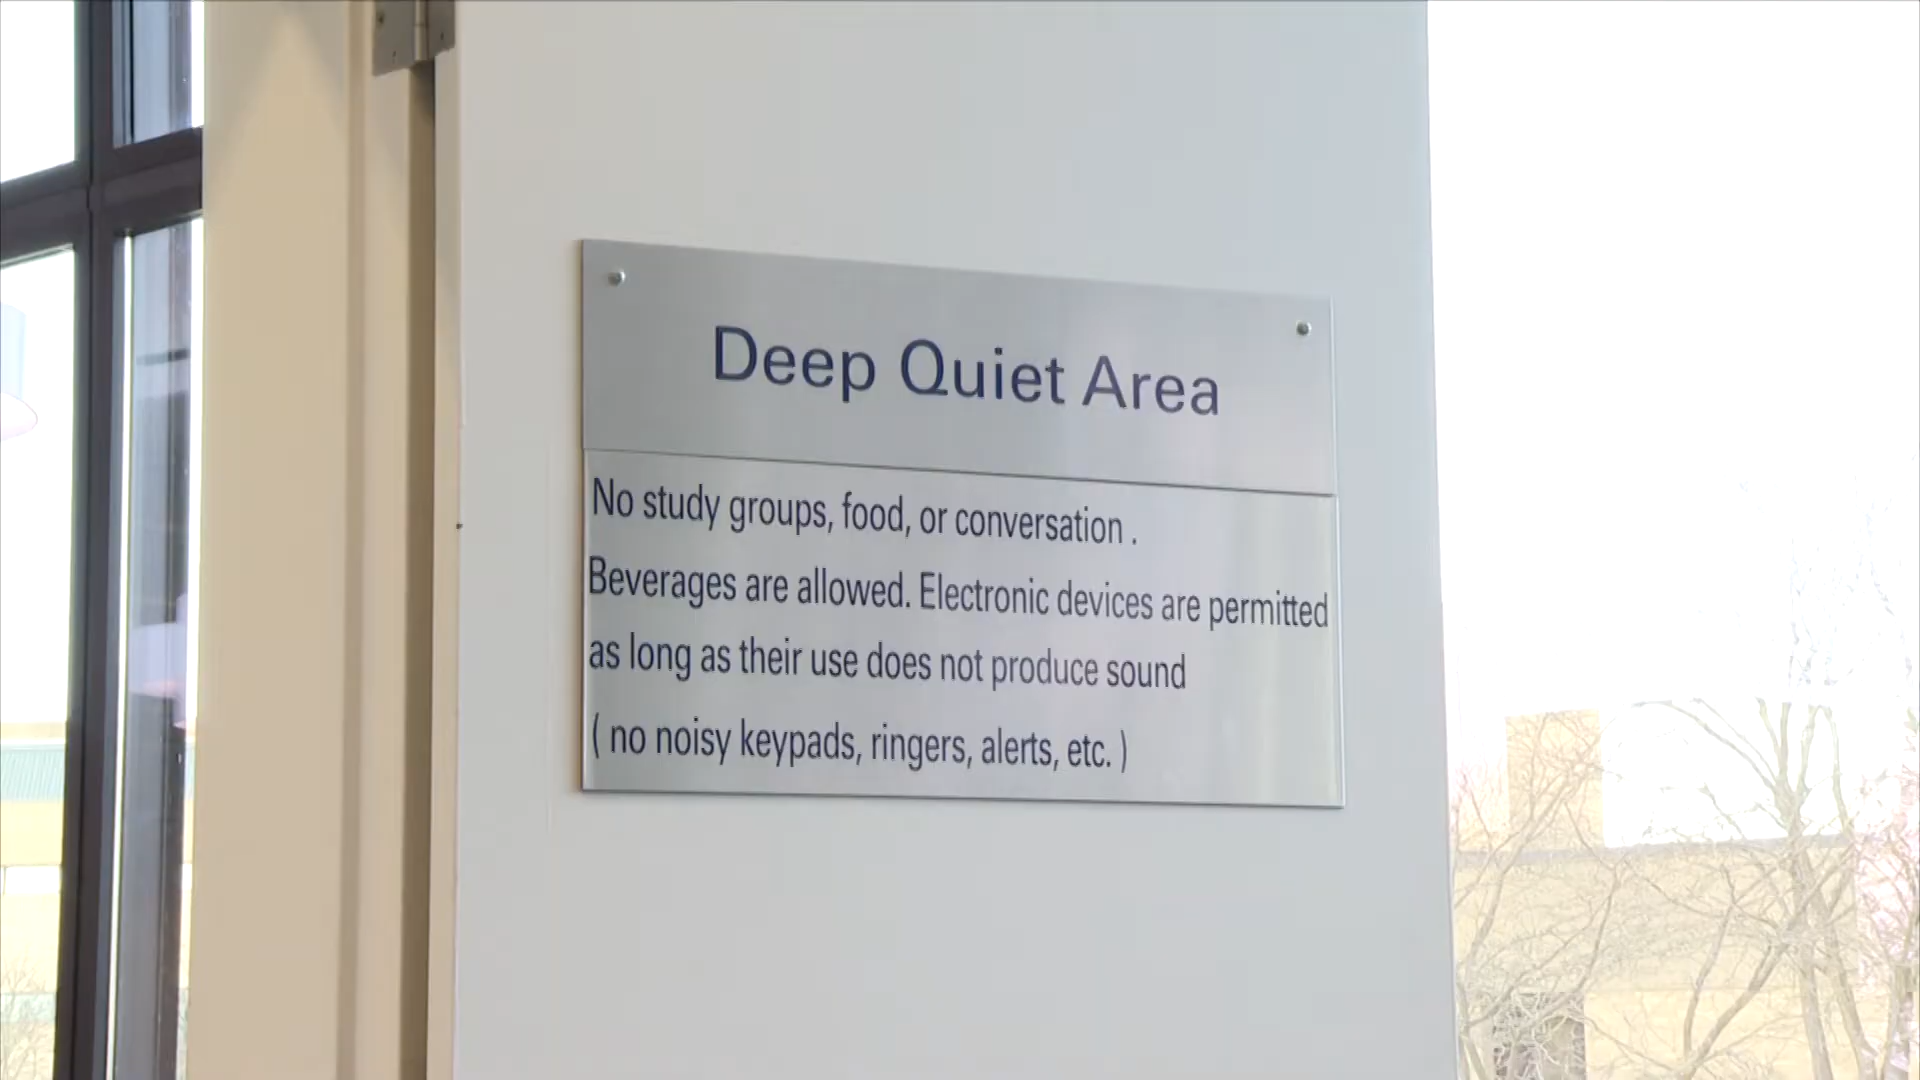 Deep Quiet Area
No study groups, food, or conversation .
Beverages are allowed. Electronic devices are permitted
as long as their use does not produce sound
( no noisy keypads, ringers, alerts, etc. )